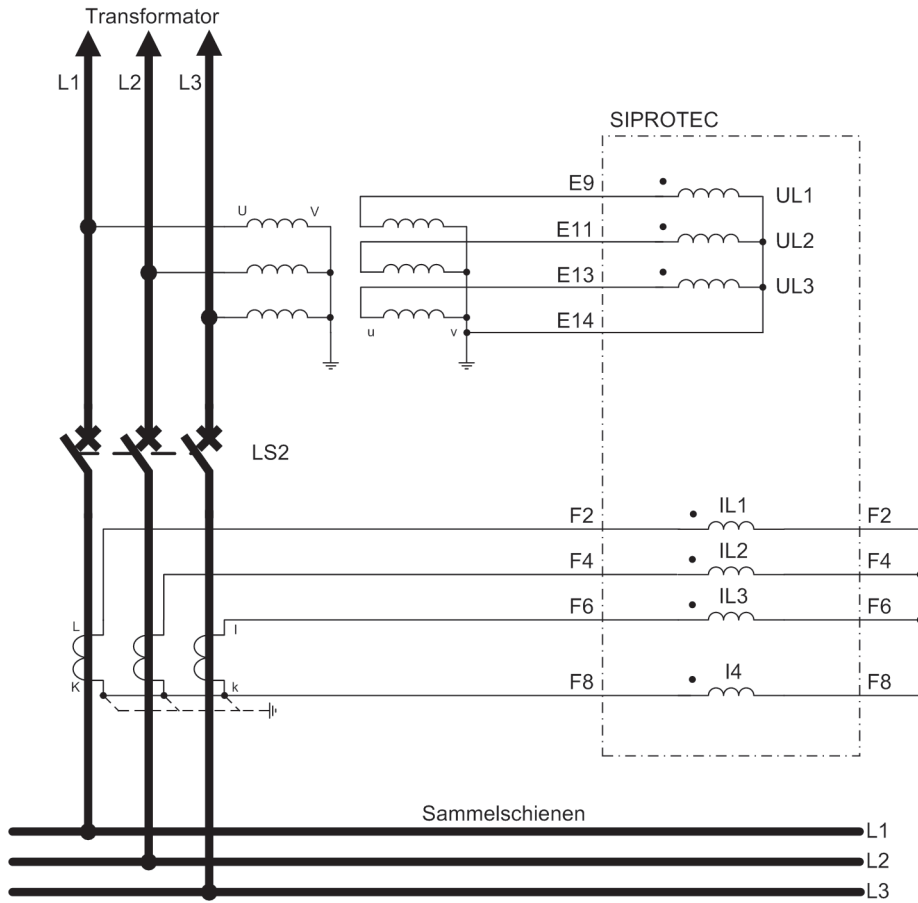 Transformator
L1 L2 L3
SIPROTEC
E9 UL1
U V
E11 UL2
E13 UL3
E14
u v
LS2
F2 IL1 F2
F4 IL2 F4
F6 IL3 F6
L l
K k
F8 I4 F8
Sammelschienen
L1
L2
L3